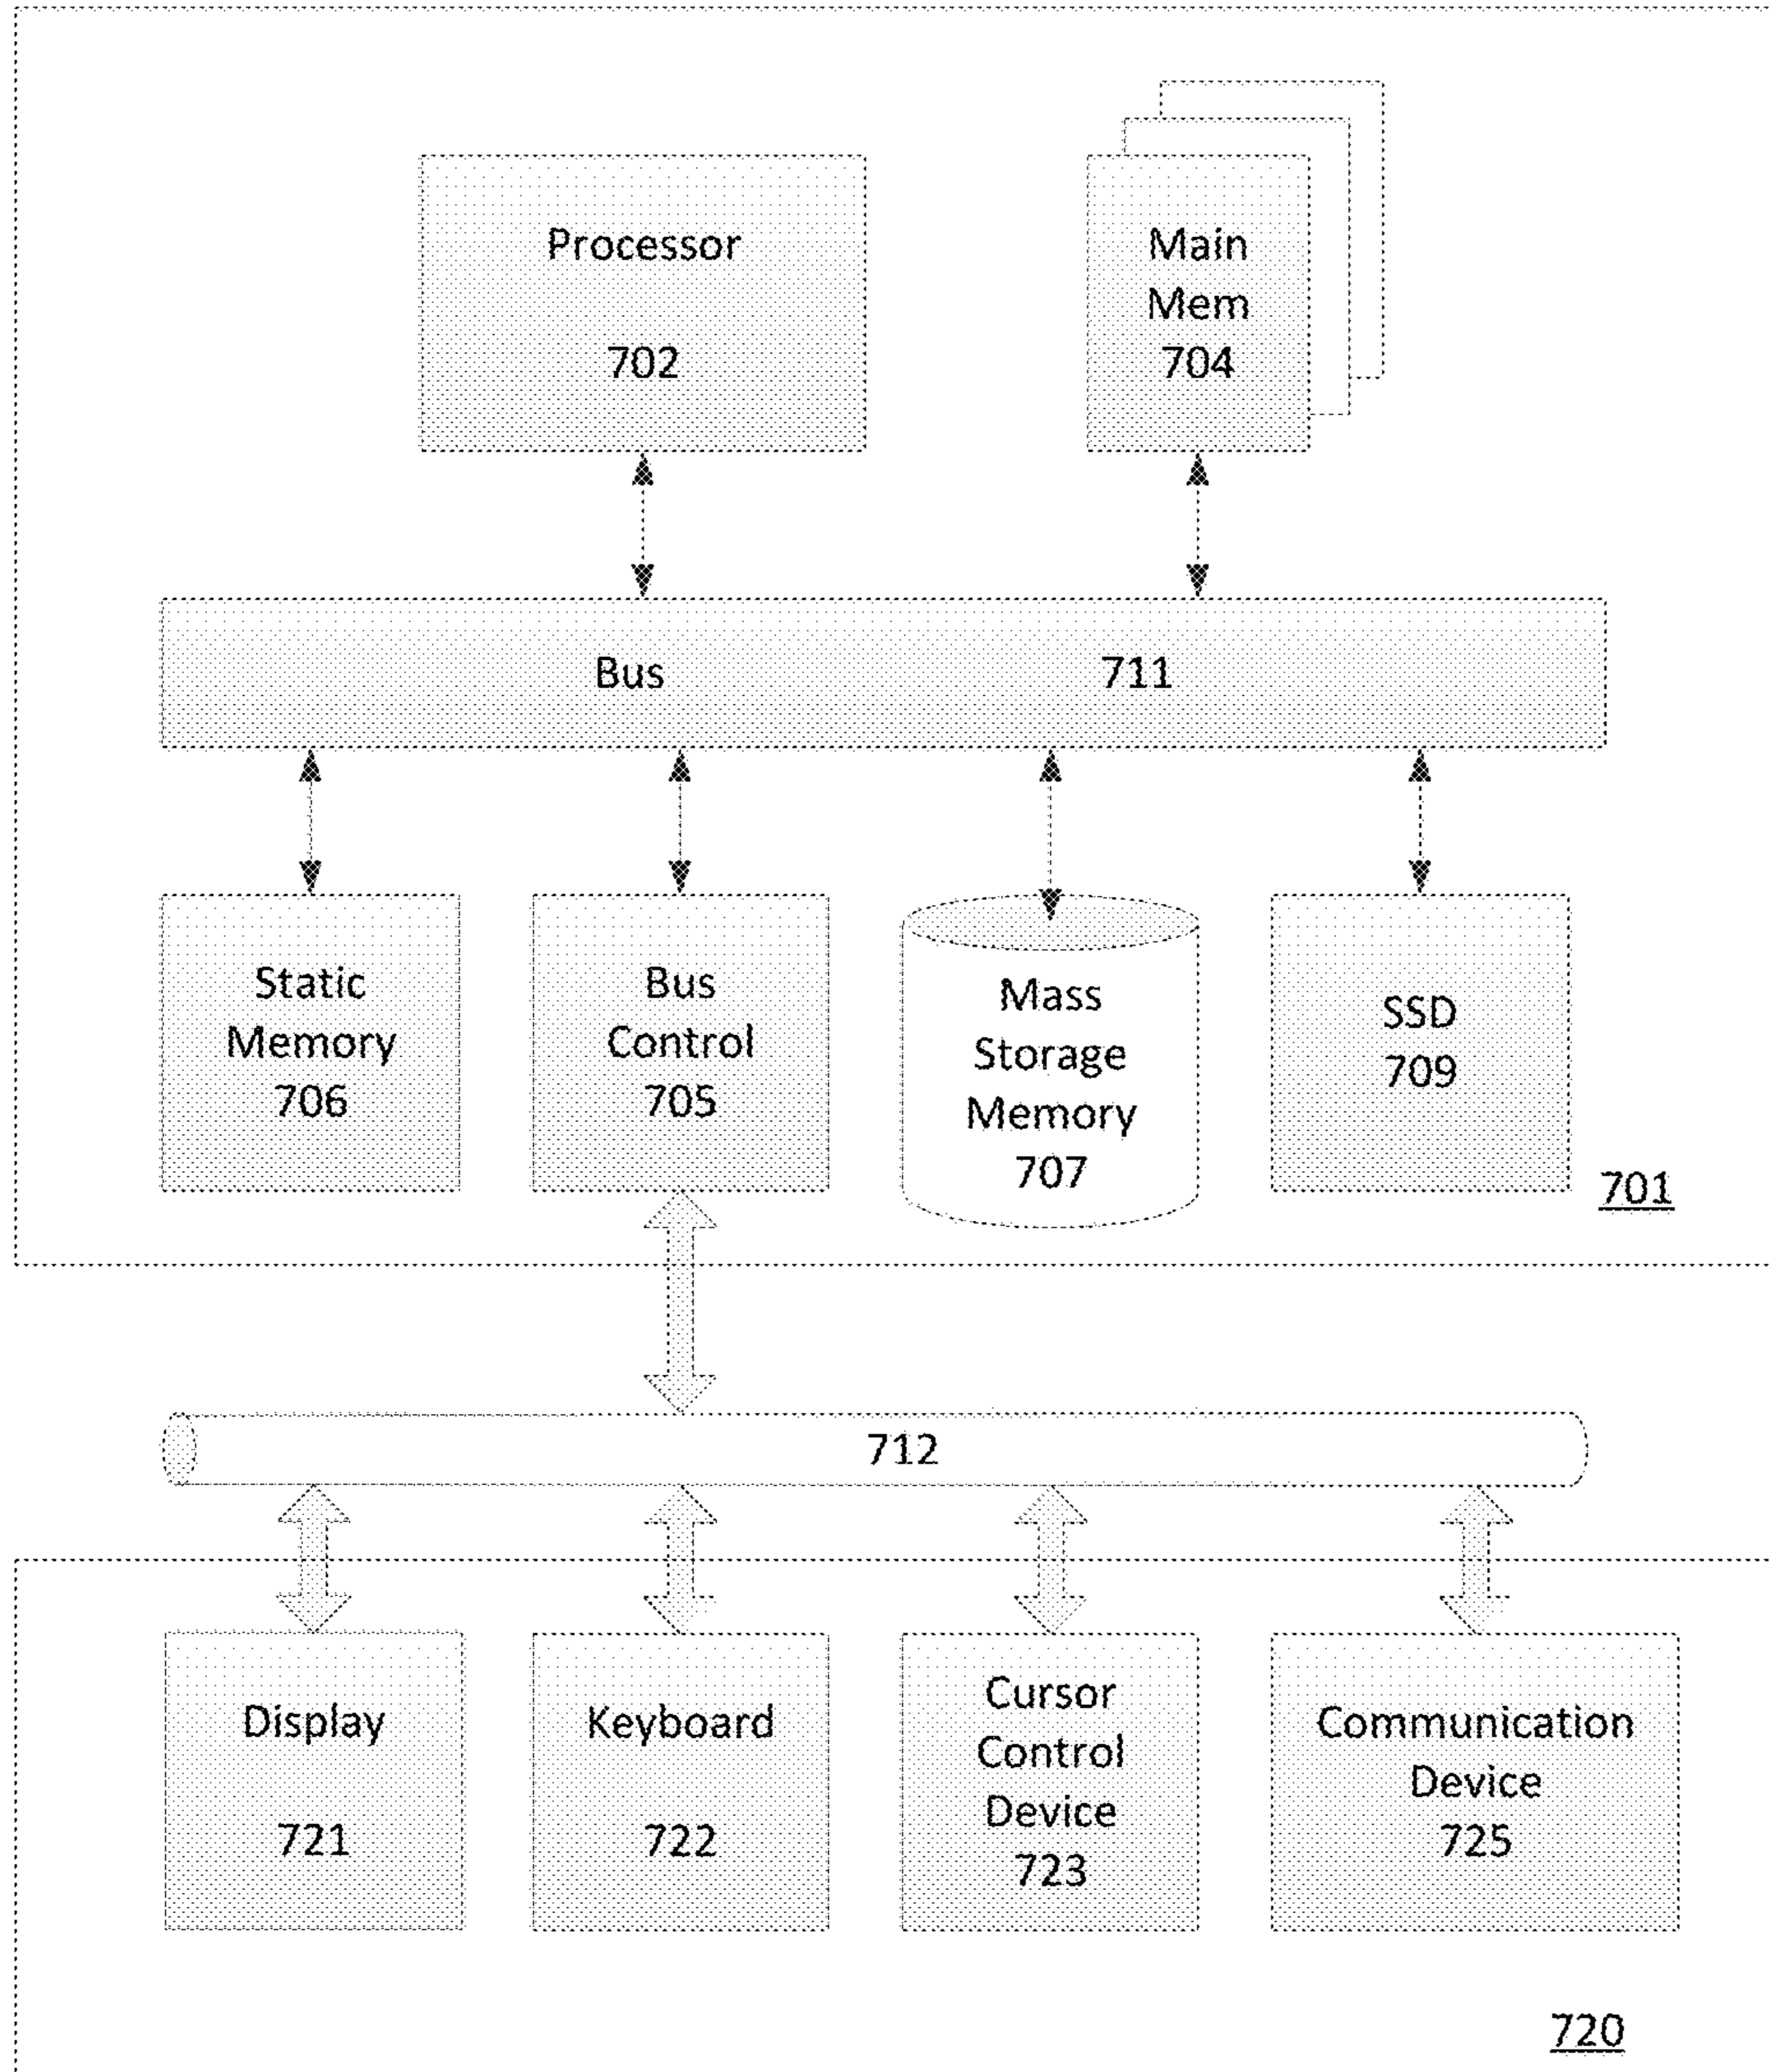 Processor
702
Main
Mem
704
Bus 711
Static
Memory
706
Bus
Control
705
Mass
Storage
Memory
707
SSD
709
701
712
Display
721
Keyboard
722
Cursor
Control
Device
723
Communication
Device
725
720